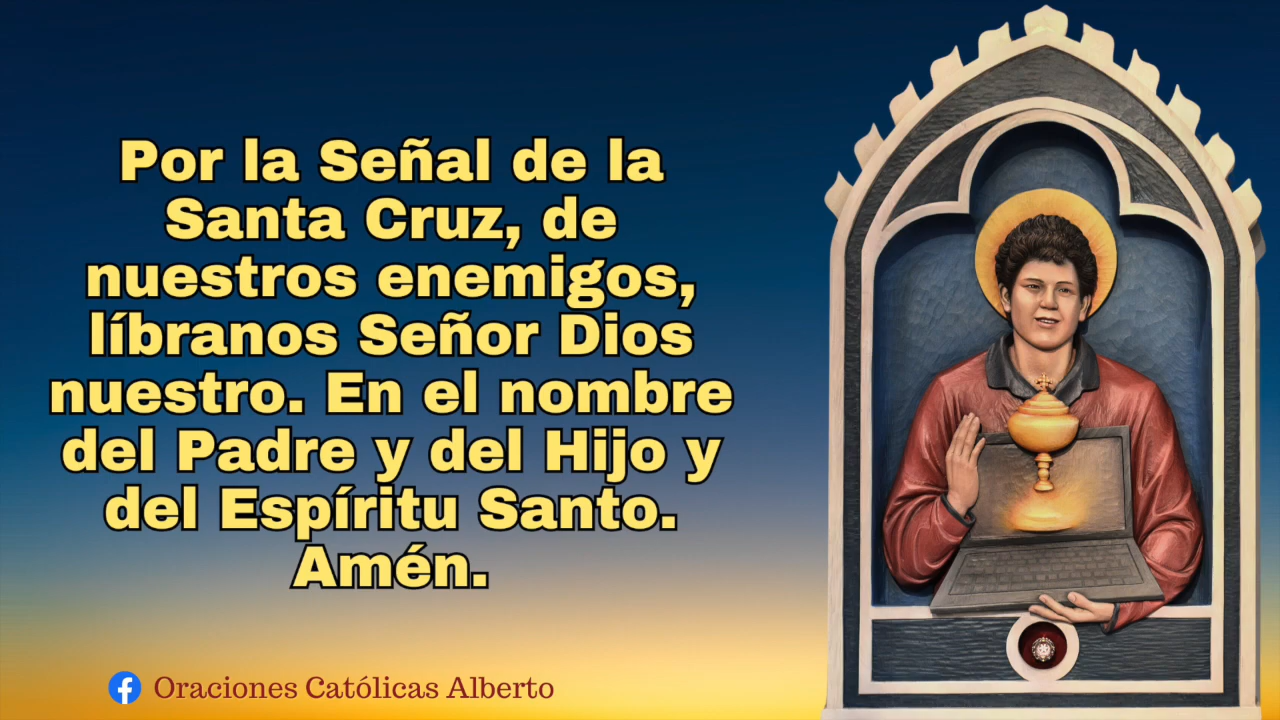 Por la Señal de la
Santa Cruz, de
nuestros enemigos,
líbranos Señor Dios
nuestro. En el nombre
del Padre y del Hijo y
del Espíritu Santo.
Amén.
Oraciones Católicas Alberto